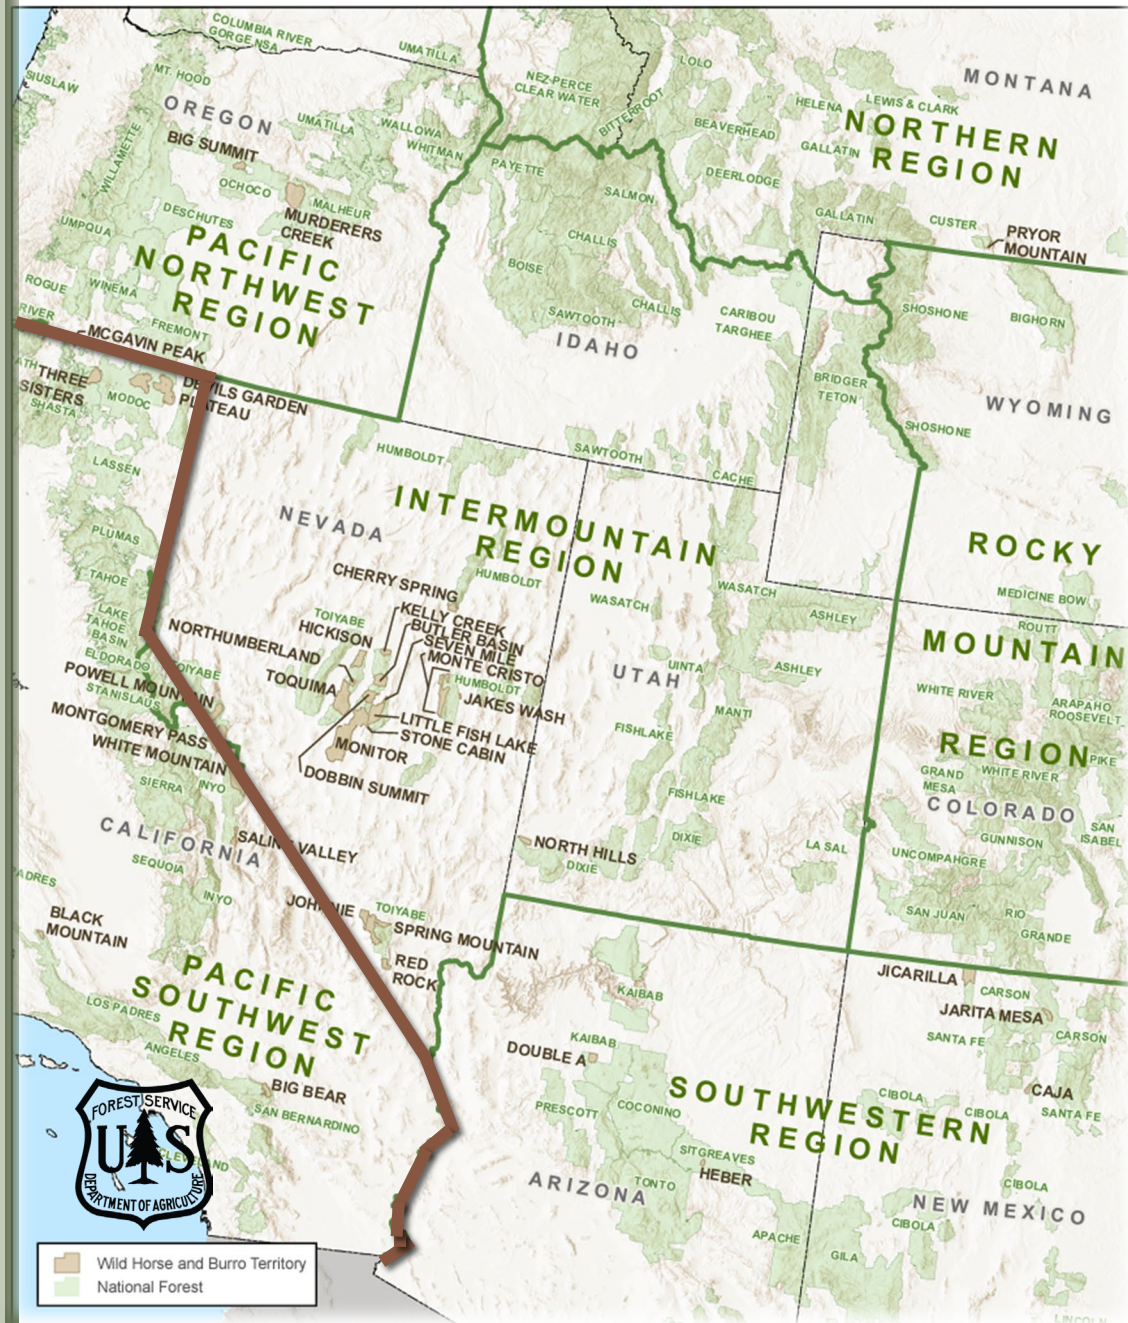 COLUMBIA RIVER
GORGE NSA
UMATILLA
SIUSLAW
MT. HOOD
NEZ PERCE
CLEAR WATER
LOLO
MONTANA
OREGON
UMATILLA
WALLOWA
WHITMAN
BITTERROOT
HELENA
LEWIS & CLARK
BEAVERHEAD
NORTHERN
REGION
GALLATIN
BIG SUMMIT
WILLAMETTE
OCHOCO
PAYETTE
SALMON
DEERLODGE
MALHEUR
MURDERERS
CREEK
DESCHUTES
UMPQUA
PACIFIC
NORTHWEST
REGION
CHALLIS
GALLATIN
CUSTER
PRYOR
MOUNTAIN
BOISE
ROGUE
RIVER
WINEMA
FREMONT
SAWTOOTH
CHALLIS
CARIBOU
TARGHEE
SHOSHONE
BIGHORN
IDAHO
MCGAVIN PEAK
THREE
SISTERS
SHASTA
MODOC
DEVILS GARDEN
PLATEAU
BRIDGER
TETON
WYOMING
SHOSHONE
LASSEN
HUMBOLDT
SAWTOOTH
CACHE
NEVADA
INTERMOUNTAIN
REGION
PLUMAS
ROCKY
TAHOE
CHERRY SPRING
HUMBOLDT
WASATCH
WASATCH
MEDICINE BOW
LAKE
TAHOE
BASIN
TOIYABE
HICKISON
KELLY CREEK
BUTLER BASIN
SEVEN MILE
MONTE CRISTO
ASHLEY
ROUTT
MOUNTAIN
NORTHUMBERLAND
ELDORADO
TOIYABE
TOQUIMA
HUMBOLDT
JAKES WASH
UTAH
UINTA
ASHLEY
POWELL MOUNTAIN
STANISLAUS
WHITE RIVER
ARAPAHO
ROOSEVELT
MONTGOMERY PASS
WHITE MOUNTAIN
LITTLE FISH LAKE
STONE CABIN
MONITOR
DOBBIN SUMMIT
FISHLAKE
MANTI
REGION
PIKE
SIERRA
INYO
FISHLAKE
GRAND
MESA
WHITE RIVER
COLORADO
CALIFORNIA
SALINE VALLEY
NORTH HILLS
DIXIE
DIXIE
LA SAL
GUNNISON
SAN
ISABEL
UNCOMPAHGRE
SEQUOIA
INYO
JOHNNIE
TOIYABE
SPRING MOUNTAIN
SAN JUAN
RIO
GRANDE
BLACK
MOUNTAIN
RED
ROCK
JICARILLA
CARSON
PACIFIC
SOUTHWEST
REGION
LOS PADRES
KAIBAB
JARITA MESA
ANGELES
DOUBLE A
KAIBAB
SANTA FE
CARSON
BIG BEAR
SAN BERNARDINO
PRESCOTT
COCONINO
SOUTHWESTERN
REGION
CIBOLA
CIBOLA
CAJA
SANTA FE
FOREST SERVICE
US
DEPARTMENT OF AGRICULTURE
CLEVELAND
SITGREAVES
HEBER
ARIZONA
TONTO
CIBOLA
NEW MEXICO
CIBOLA
APACHE
GILA
Wild Horse and Burro Territory
National Forest
LINCOLN